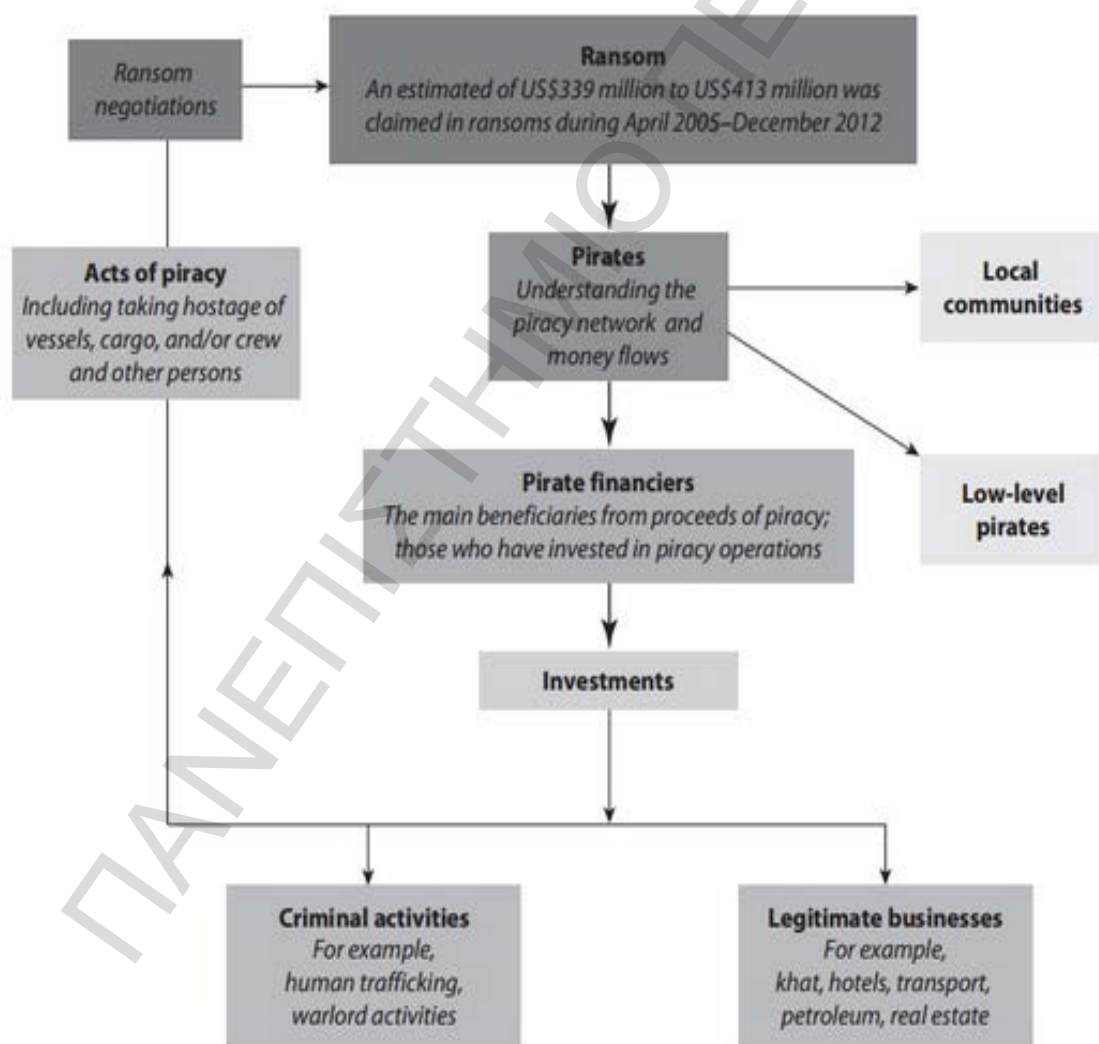 Ransom
negotiations
Ransom
An estimated of US$339 million to US$413 million was
claimed in ransoms during April 2005–December 2012
Acts of piracy
Including taking hostage of
vessels, cargo, and/or crew
and other persons
Pirates
Understanding the
piracy network and
money flows
Local
communities
Low-level
pirates
Pirate financiers
The main beneficiaries from proceeds of piracy;
those who have invested in piracy operations
Investments
Criminal activities
For example,
human trafficking,
warlord activities
Legitimate businesses
For example,
khat, hotels, transport,
petroleum, real estate
ΠΑΝΕΠΙΣΤΗΜΙΟ ΠΕ